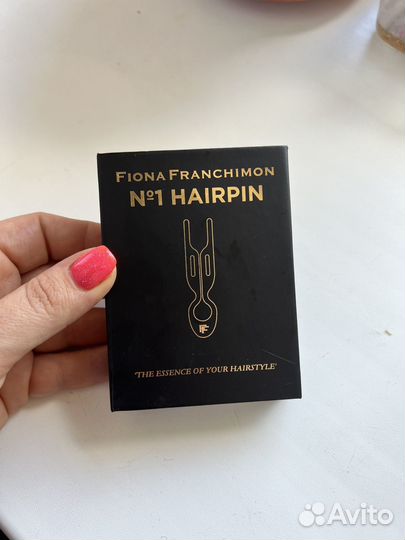 FIONA FRANCHIMON
Nº1 HAIRPIN
FF
'THE ESSENCE OF YOUR HAIRSTYLE'
Avito